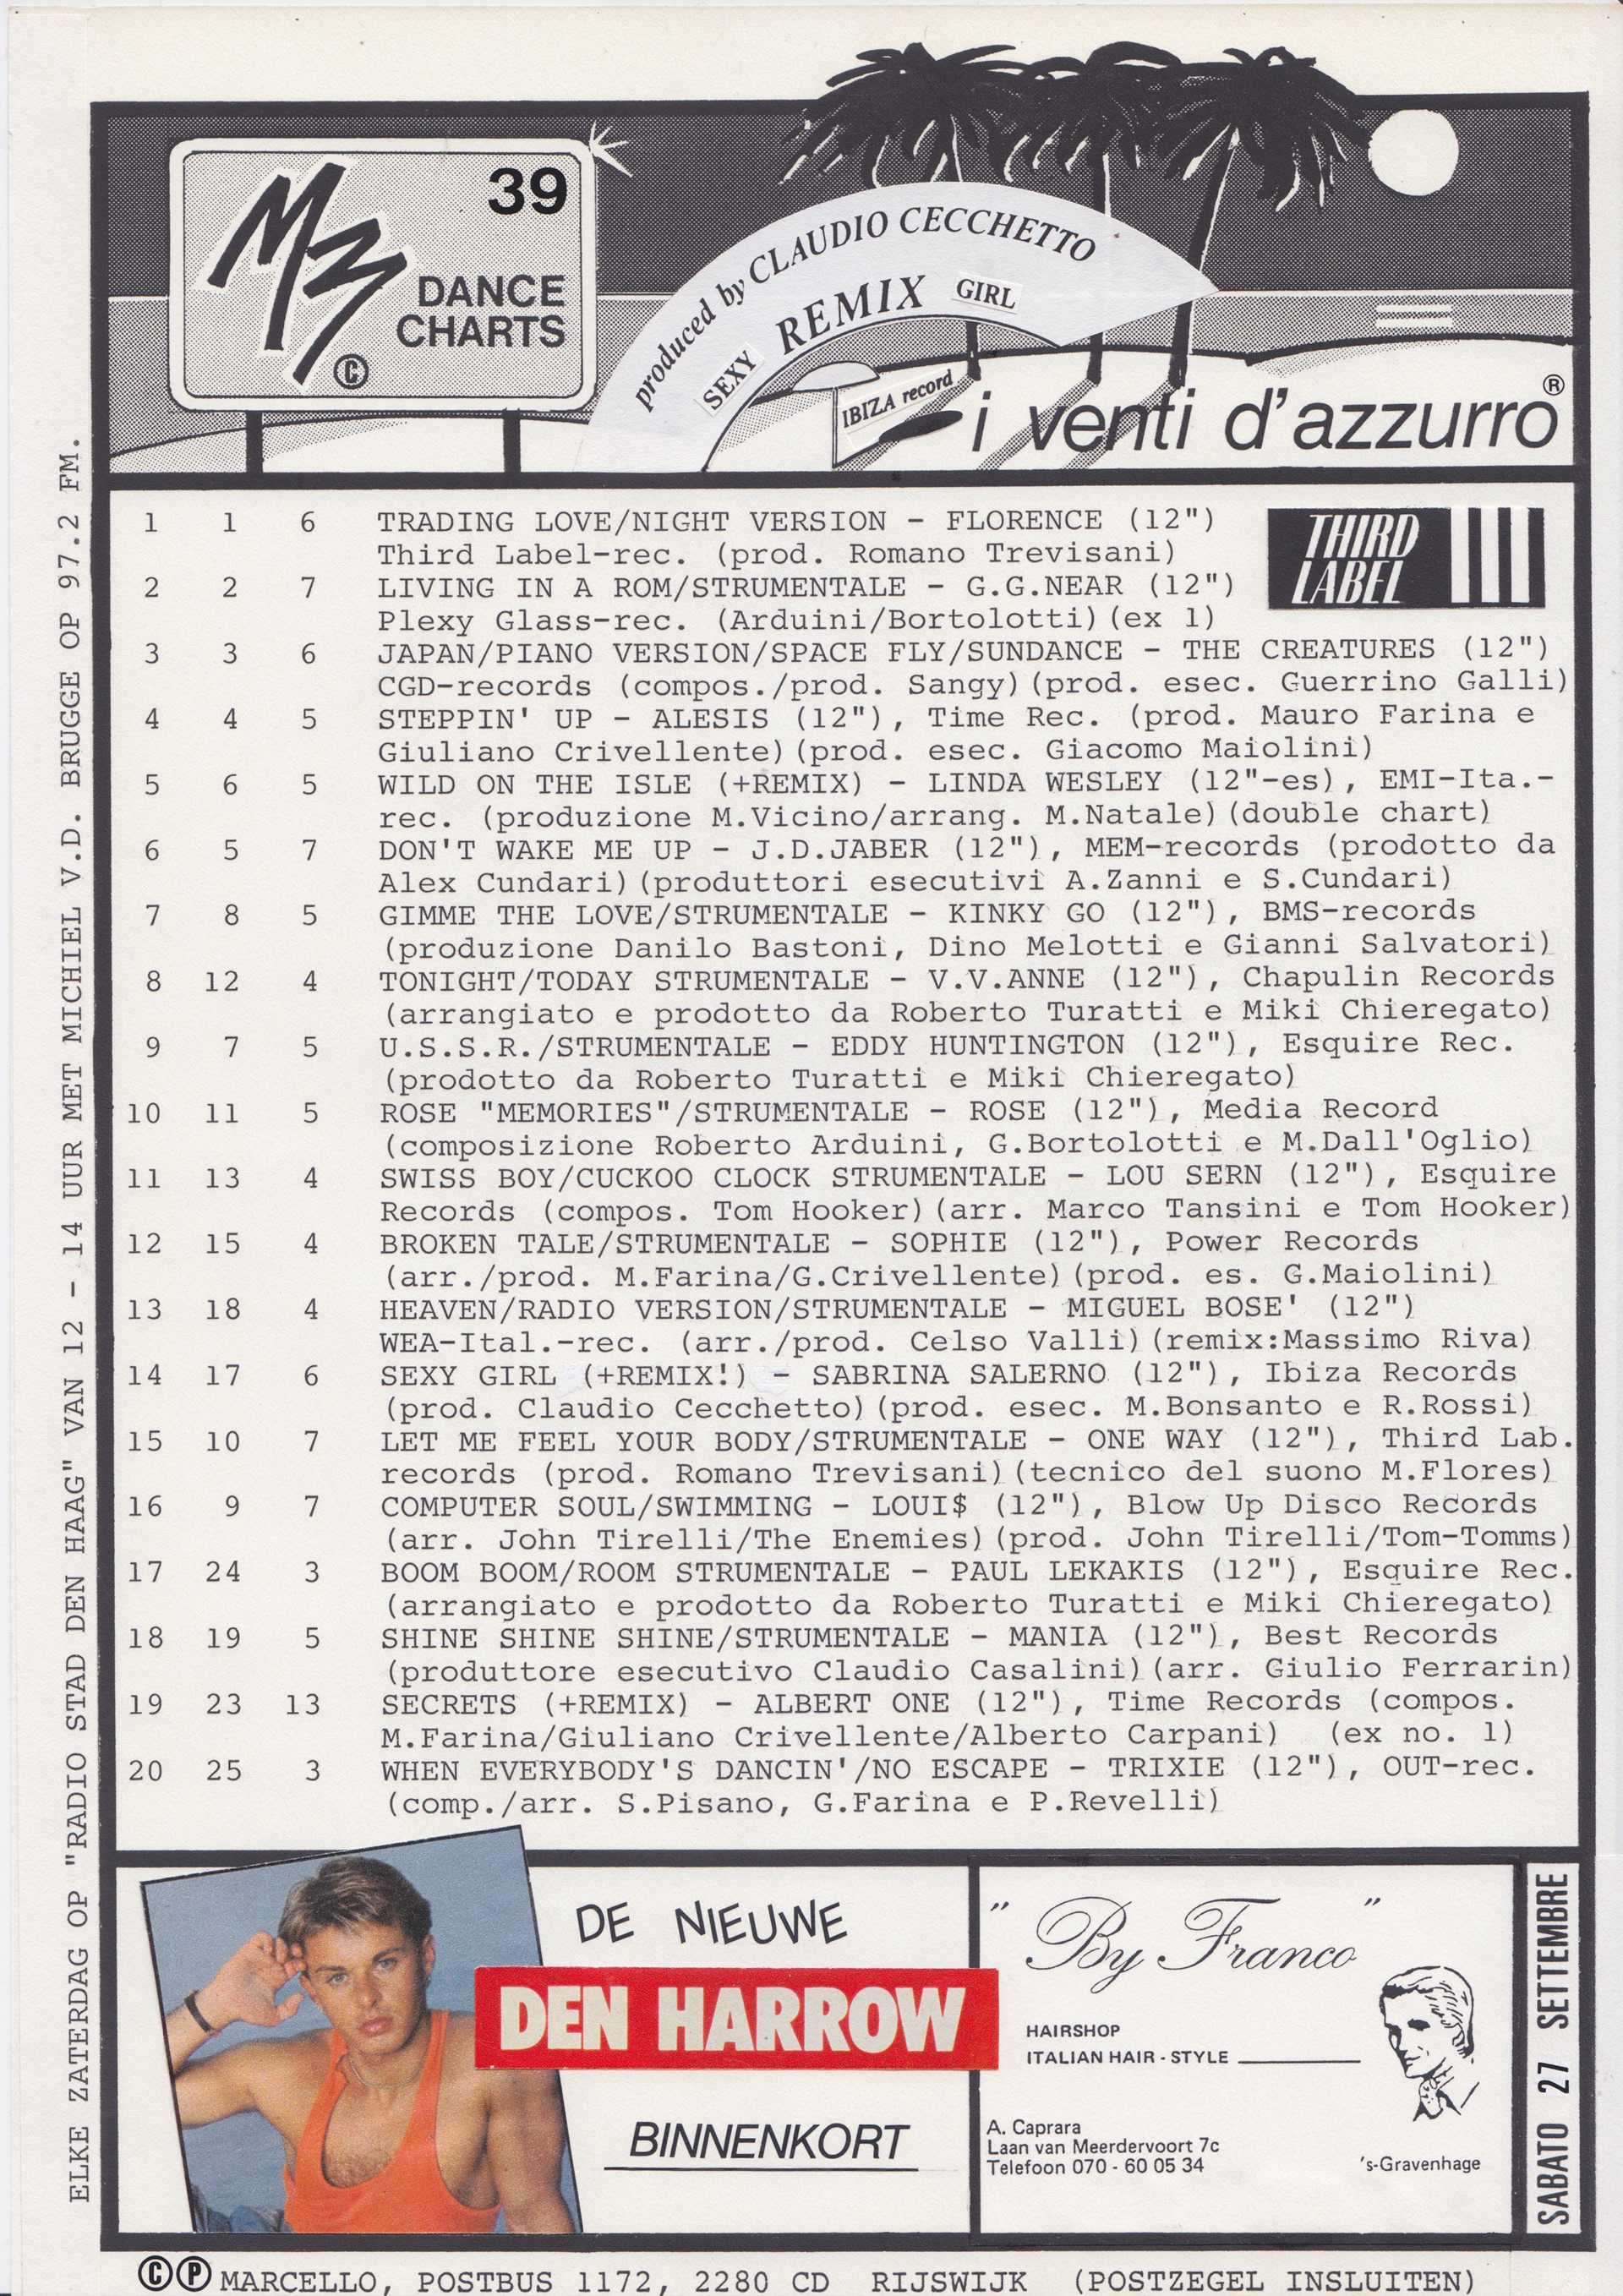 M3
39
DANCE
CHARTS
©
produced by CLAUDIO CECCHETTO
SEXY REMIX GIRL
IBIZA record
i venti d'azzurro®
1 1 6 TRADING LOVE/NIGHT VERSION - FLORENCE (12")
Third Label-rec. (prod. Romano Trevisani)
THIRD
LABEL
2 2 7 LIVING IN A ROM/STRUMENTALE - G.G.NEAR (12")
Plexy Glass-rec. (Arduini/Bortolotti)(ex 1)
3 3 6 JAPAN/PIANO VERSION/SPACE FLY/SUNDANCE - THE CREATURES (12")
CGD-records (compos./prod. Sangy)(prod. esec. Guerrino Galli)
4 4 5 STEPPIN' UP - ALESIS (12"), Time Rec. (prod. Mauro Farina e
Giuliano Crivellente)(prod. esec. Giacomo Maiolini)
5 6 5 WILD ON THE ISLE (+REMIX) - LINDA WESLEY (12"-es), EMI-Ita.-
rec. (produzione M.Vicino/arrang. M.Natale)(double chart)
6 5 7 DON'T WAKE ME UP - J.D.JABER (12"), MEM-records (prodotto da
Alex Cundari)(produttori esecutivi A.Zanni e S.Cundari)
7 8 5 GIMME THE LOVE/STRUMENTALE - KINKY GO (12"), BMS-records
(produzione Danilo Bastoni, Dino Melotti e Gianni Salvatori)
8 12 4 TONIGHT/TODAY STRUMENTALE - V.V.ANNE (12"), Chapulin Records
(arrangiato e prodotto da Roberto Turatti e Miki Chieregato)
9 7 5 U.S.S.R./STRUMENTALE - EDDY HUNTINGTON (12"), Esquire Rec.
(prodotto da Roberto Turatti e Miki Chieregato)
10 11 5 ROSE "MEMORIES"/STRUMENTALE - ROSE (12"), Media Record
(composizione Roberto Arduini, G.Bortolotti e M.Dall'Oglio)
11 13 4 SWISS BOY/CUCKOO CLOCK STRUMENTALE - LOU SERN (12"), Esquire
Records (compos. Tom Hooker)(arr. Marco Tansini e Tom Hooker)
12 15 4 BROKEN TALE/STRUMENTALE - SOPHIE (12"), Power Records
(arr./prod. M.Farina/G.Crivellente)(prod. es. G.Maiolini)
13 18 4 HEAVEN/RADIO VERSION/STRUMENTALE - MIGUEL BOSE' (12")
WEA-Ital.-rec. (arr./prod. Celso Valli)(remix:Massimo Riva)
14 17 6 SEXY GIRL (+REMIX!) - SABRINA SALERNO (12"), Ibiza Records
(prod. Claudio Cecchetto)(prod. esec. M.Bonsanto e R.Rossi)
15 10 7 LET ME FEEL YOUR BODY/STRUMENTALE - ONE WAY (12"), Third Lab.
records (prod. Romano Trevisani)(tecnico del suono M.Flores)
16 9 7 COMPUTER SOUL/SWIMMING - LOUI$ (12"), Blow Up Disco Records
(arr. John Tirelli/The Enemies)(prod. John Tirelli/Tom-Tomms)
17 24 3 BOOM BOOM/ROOM STRUMENTALE - PAUL LEKAKIS (12"), Esquire Rec.
(arrangiato e prodotto da Roberto Turatti e Miki Chieregato)
18 19 5 SHINE SHINE SHINE/STRUMENTALE - MANIA (12"), Best Records
(produttore esecutivo Claudio Casalini)(arr. Giulio Ferrarin)
19 23 13 SECRETS (+REMIX) - ALBERT ONE (12"), Time Records (compos.
M.Farina/Giuliano Crivellente/Alberto Carpani) (ex no. 1)
20 25 3 WHEN EVERYBODY'S DANCIN'/NO ESCAPE - TRIXIE (12"), OUT-rec.
(comp./arr. S.Pisano, G.Farina e P.Revelli)
ELKE ZATERDAG OP "RADIO STAD DEN HAAG" VAN 12 - 14 UUR MET MICHIEL V.D. BRUGGE OP 97.2 FM.
DE NIEUWE
DEN HARROW
BINNENKORT
" By Franco "
HAIRSHOP
ITALIAN HAIR - STYLE
A. Caprara
Laan van Meerdervoort 7c
Telefoon 070 - 60 05 34
's-Gravenhage
SABATO 27 SETTEMBRE
©℗ MARCELLO, POSTBUS 1172, 2280 CD RIJSWIJK (POSTZEGEL INSLUITEN)